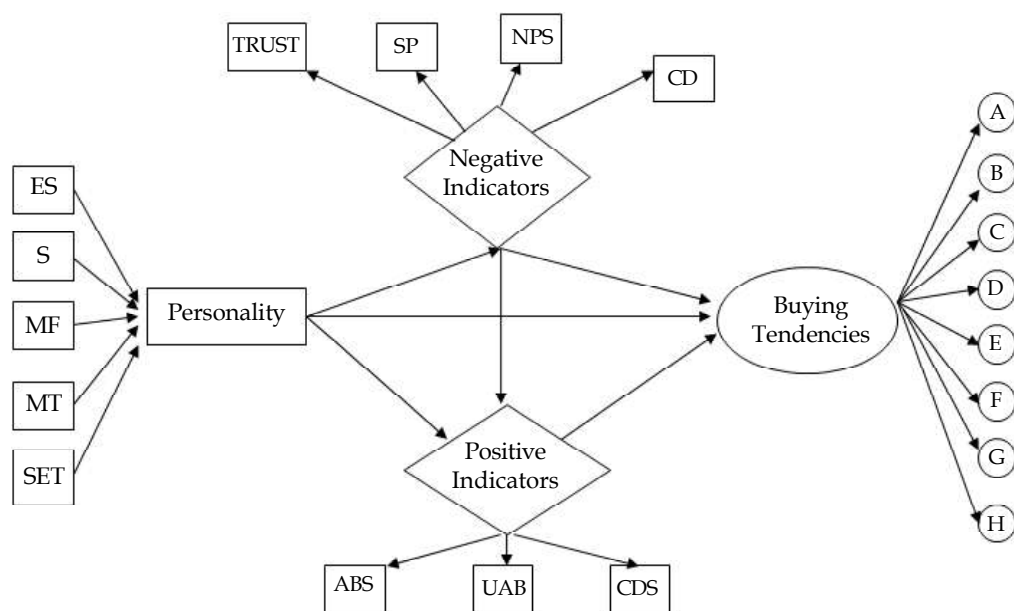 TRUST
SP
NPS
CD
Negative
Indicators
ES
S
MF
MT
SET
Personality
Buying
Tendencies
Positive
Indicators
ABS
UAB
CDS
A
B
C
D
E
F
G
H